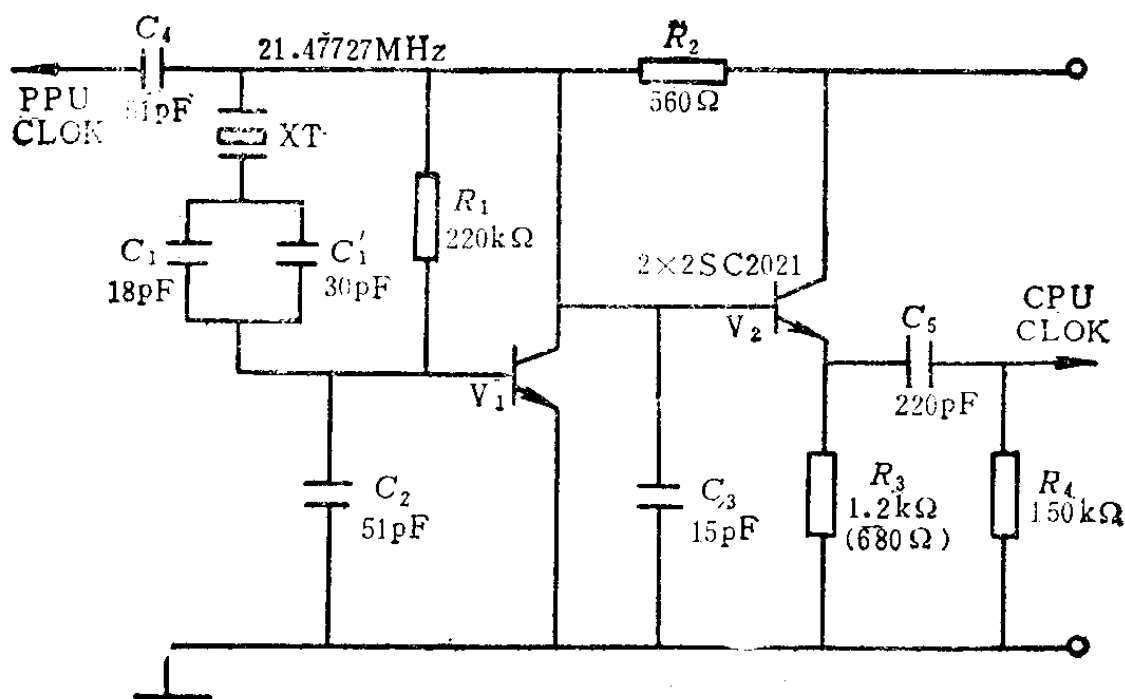 C4
21.47727MHz
R2
PPU
CLOK
XT
560Ω
R1
220kΩ
C1
18pF
C1′
30pF
2×2SC2021
V2
C5
220pF
CPU
CLOK
V1
C2
51pF
C3
15pF
R3
1.2kΩ
(680Ω)
R4
150kΩ